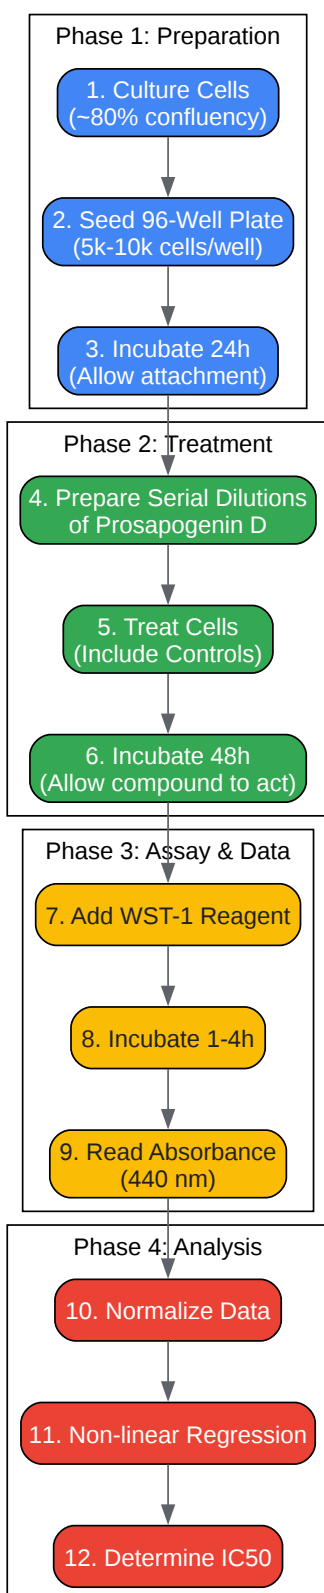 Phase 1: Preparation
1. Culture Cells
(~80% confluency)
2. Seed 96-Well Plate
(5k-10k cells/well)
3. Incubate 24h
(Allow attachment)
Phase 2: Treatment
4. Prepare Serial Dilutions
of Prosapogenin D
5. Treat Cells
(Include Controls)
6. Incubate 48h
(Allow compound to act)
Phase 3: Assay & Data
7. Add WST-1 Reagent
8. Incubate 1-4h
9. Read Absorbance
(440 nm)
Phase 4: Analysis
10. Normalize Data
11. Non-linear Regression
12. Determine IC50